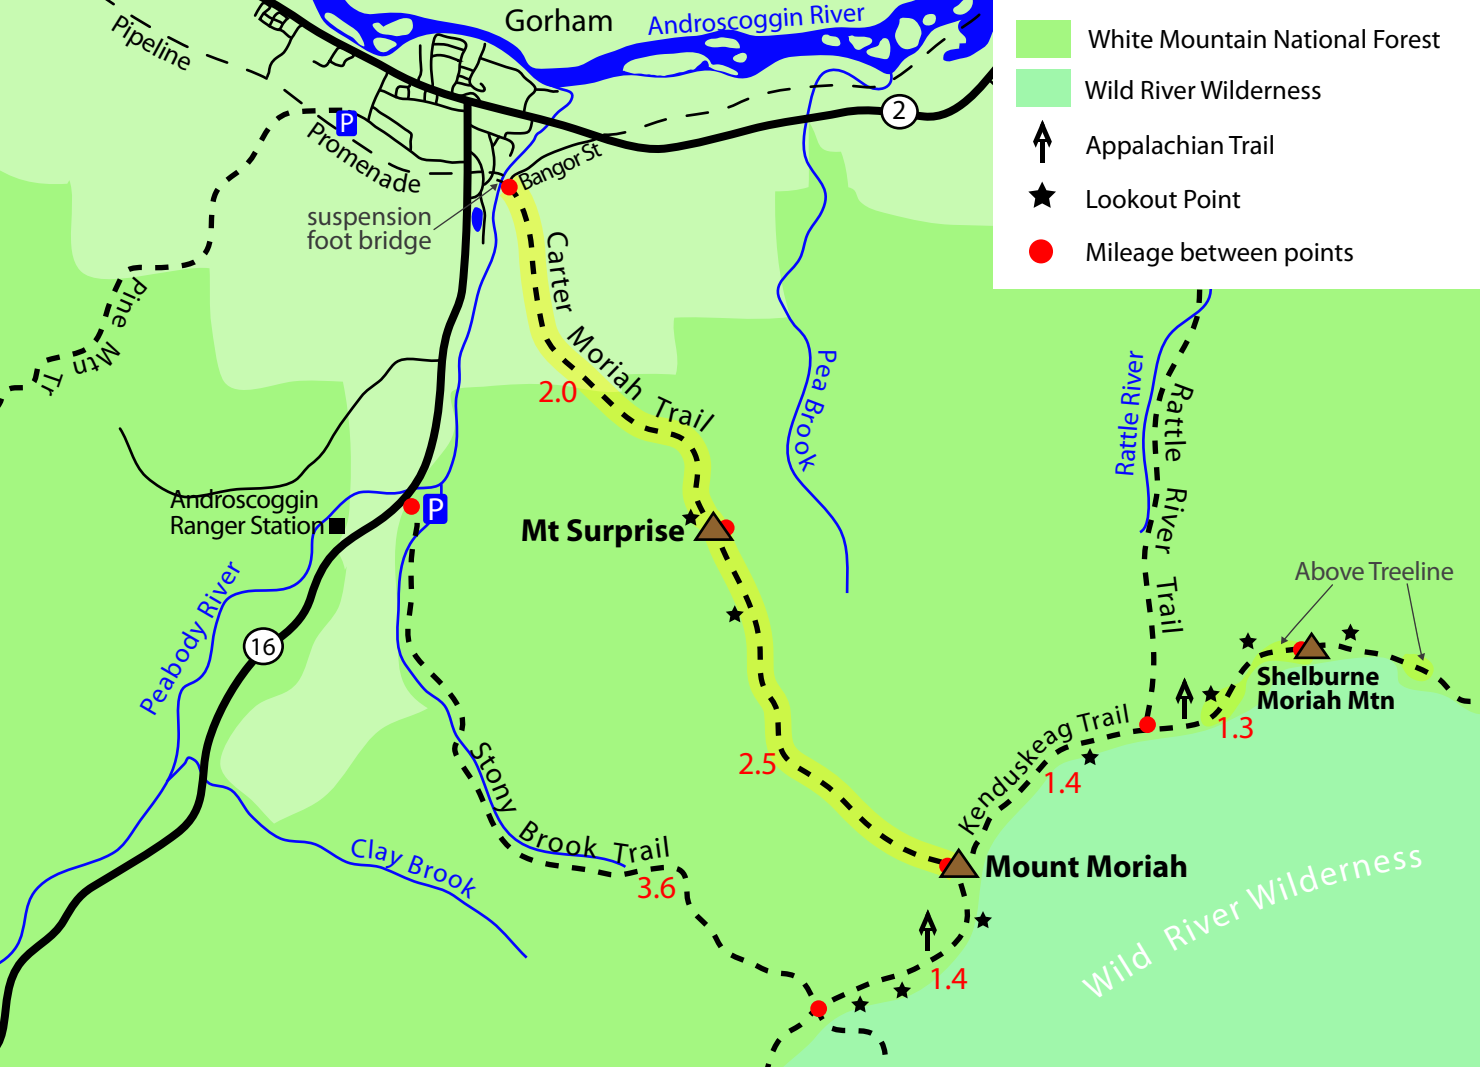 Gorham
Androscoggin River
Pipeline
P
Promenade
Bangor St
2
suspension
foot bridge
White Mountain National Forest
Wild River Wilderness
Appalachian Trail
Lookout Point
Mileage between points
Pine Mtn Tr
Carter Moriah Trail
2.0
Pea Brook
Rattle River
Rattle River Trail
Androscoggin
Ranger Station
P
Mt Surprise
Peabody River
16
Above Treeline
Shelburne
Moriah Mtn
1.3
Kenduskeag Trail
1.4
2.5
Stony Brook Trail
3.6
Clay Brook
Mount Moriah
Wild River Wilderness
1.4